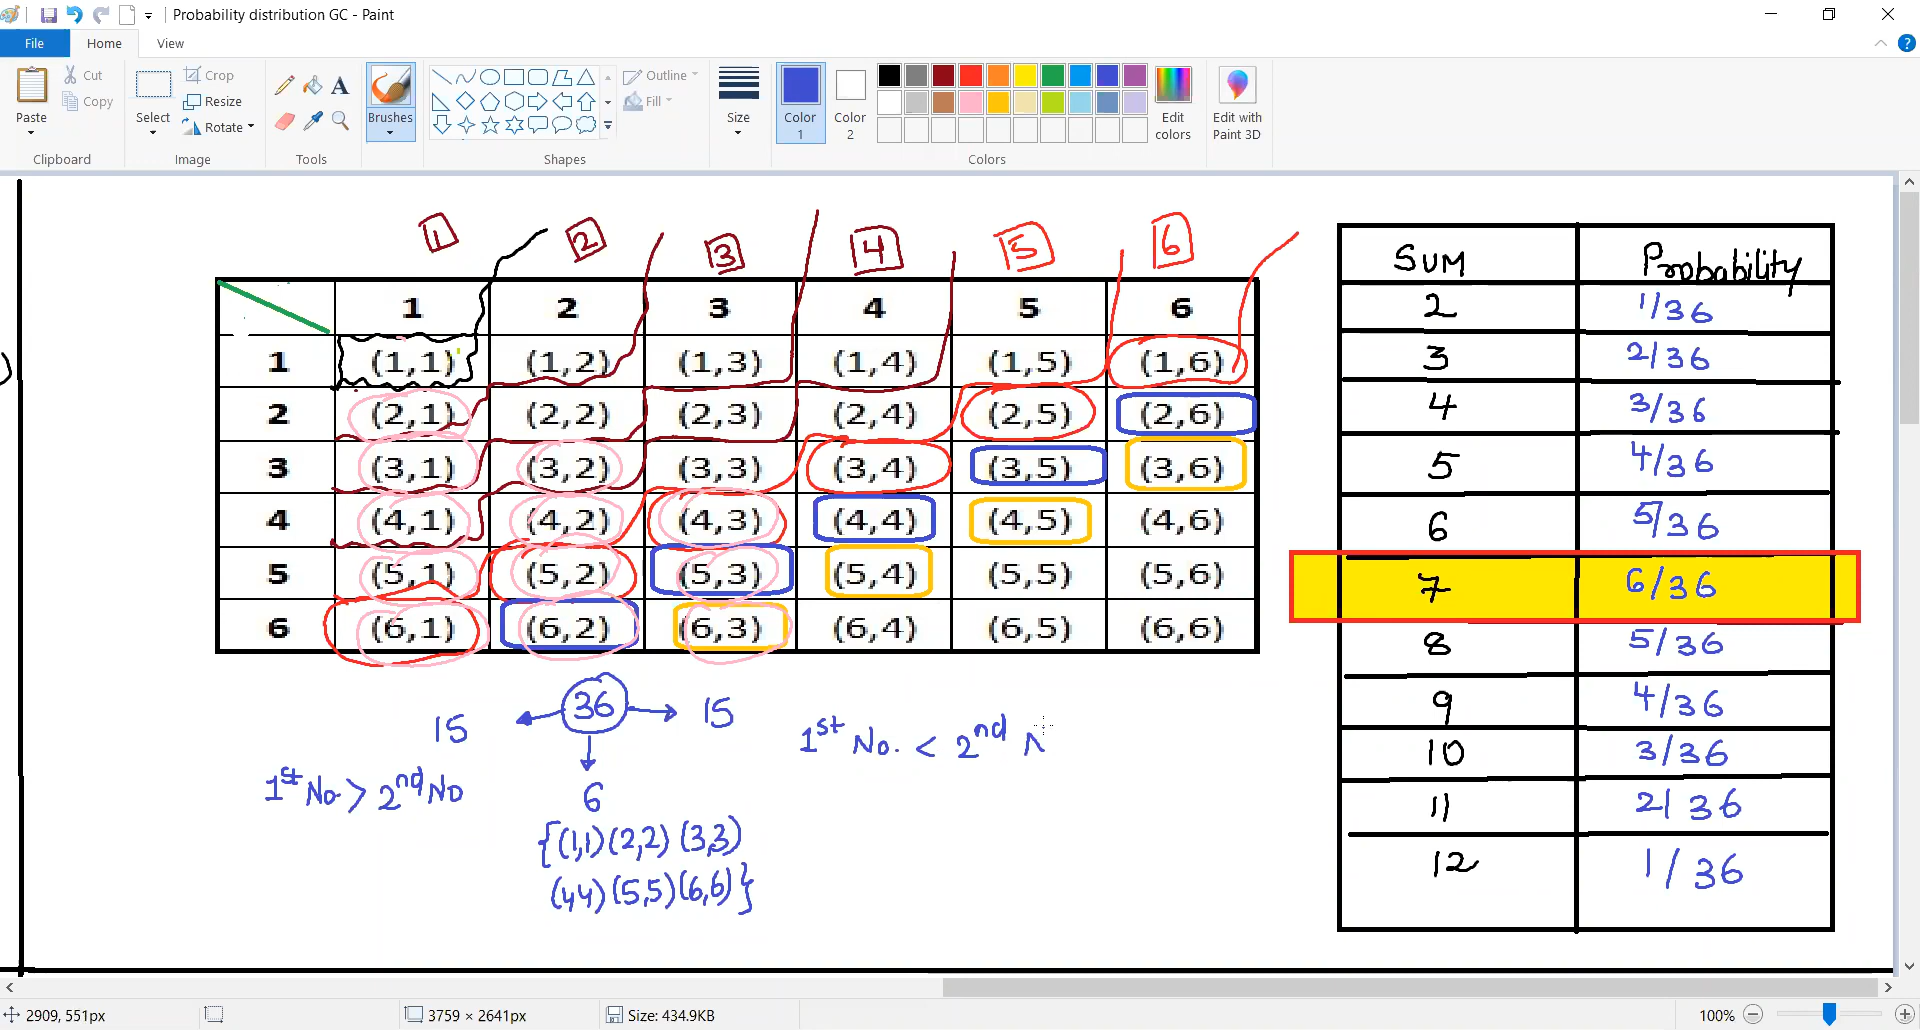 Probability distribution GC - Paint
File Home View
Paste Cut Copy Clipboard
Select Crop Resize Rotate Image
Tools
Brushes
Outline Fill Shapes
Size
Color 1 Color 2
Edit colors
Edit with Paint 3D
Colors
1 2 3 4 5 6
1 2 3 4 5 6
1 (1,1) (1,2) (1,3) (1,4) (1,5) (1,6)
2 (2,1) (2,2) (2,3) (2,4) (2,5) (2,6)
3 (3,1) (3,2) (3,3) (3,4) (3,5) (3,6)
4 (4,1) (4,2) (4,3) (4,4) (4,5) (4,6)
5 (5,1) (5,2) (5,3) (5,4) (5,5) (5,6)
6 (6,1) (6,2) (6,3) (6,4) (6,5) (6,6)
15 36 15
1st No. > 2nd No
6
{(1,1)(2,2)(3,3)
(4,4)(5,5)(6,6)}
1st No. < 2nd
SUM Probability
2 1/36
3 2/36
4 3/36
5 4/36
6 5/36
7 6/36
8 5/36
9 4/36
10 3/36
11 2/36
12 1/36
2909, 551px 3759 × 2641px Size: 434.9KB 100%